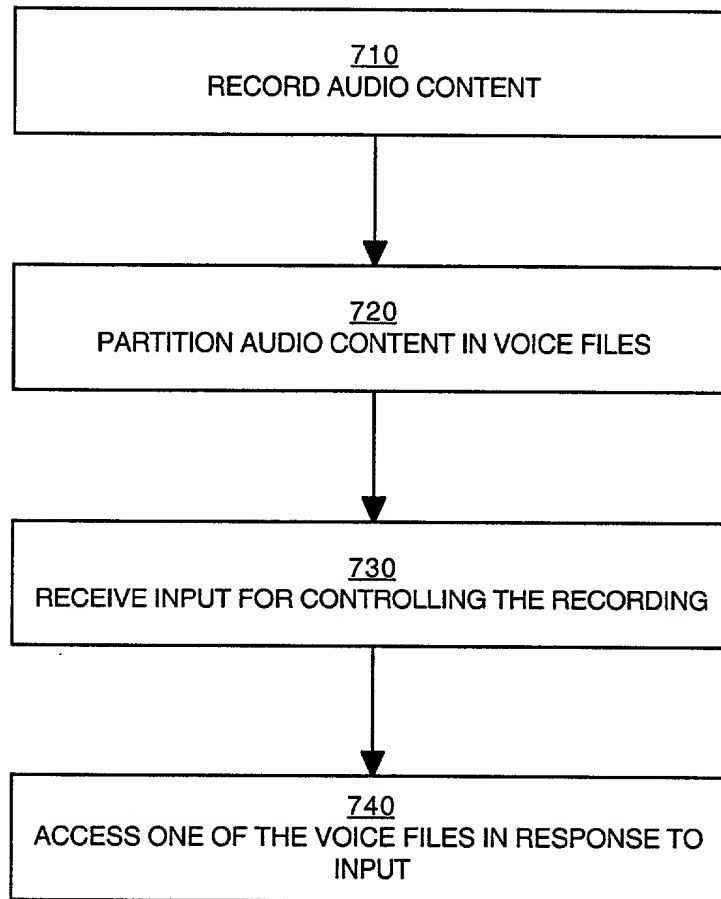 710
RECORD AUDIO CONTENT
720
PARTITION AUDIO CONTENT IN VOICE FILES
730
RECEIVE INPUT FOR CONTROLLING THE RECORDING
740
ACCESS ONE OF THE VOICE FILES IN RESPONSE TO
INPUT